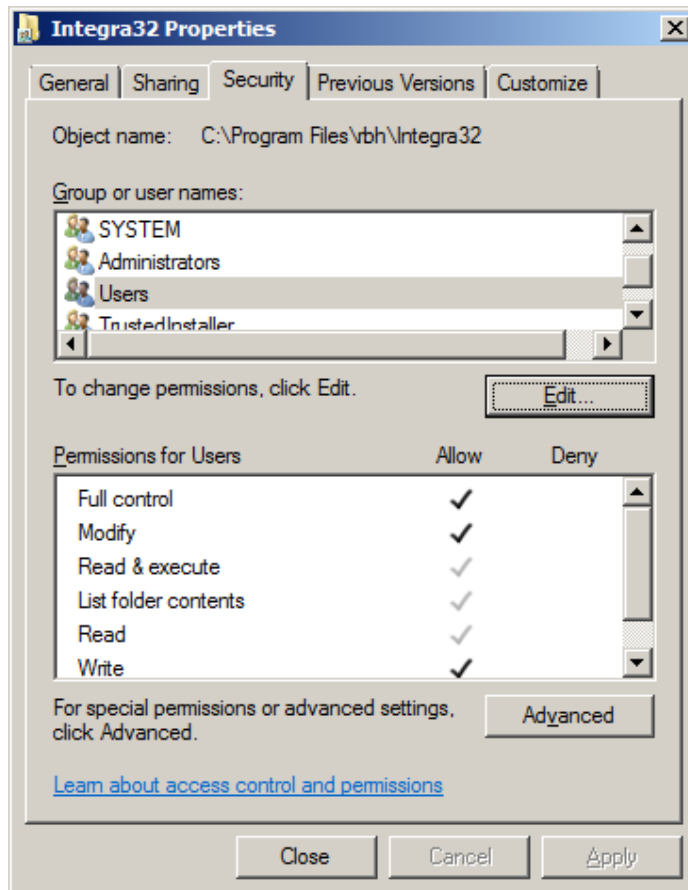 Integra32 Properties
General Sharing Security Previous Versions Customize
Object name: C:\Program Files\rbh\Integra32
Group or user names:
SYSTEM
Administrators
Users
TrustedInstaller
To change permissions, click Edit.
Edit...
Permissions for Users Allow Deny
Full control
Modify
Read & execute
List folder contents
Read
Write
For special permissions or advanced settings,
click Advanced.
Advanced
Learn about access control and permissions
Close Cancel Apply